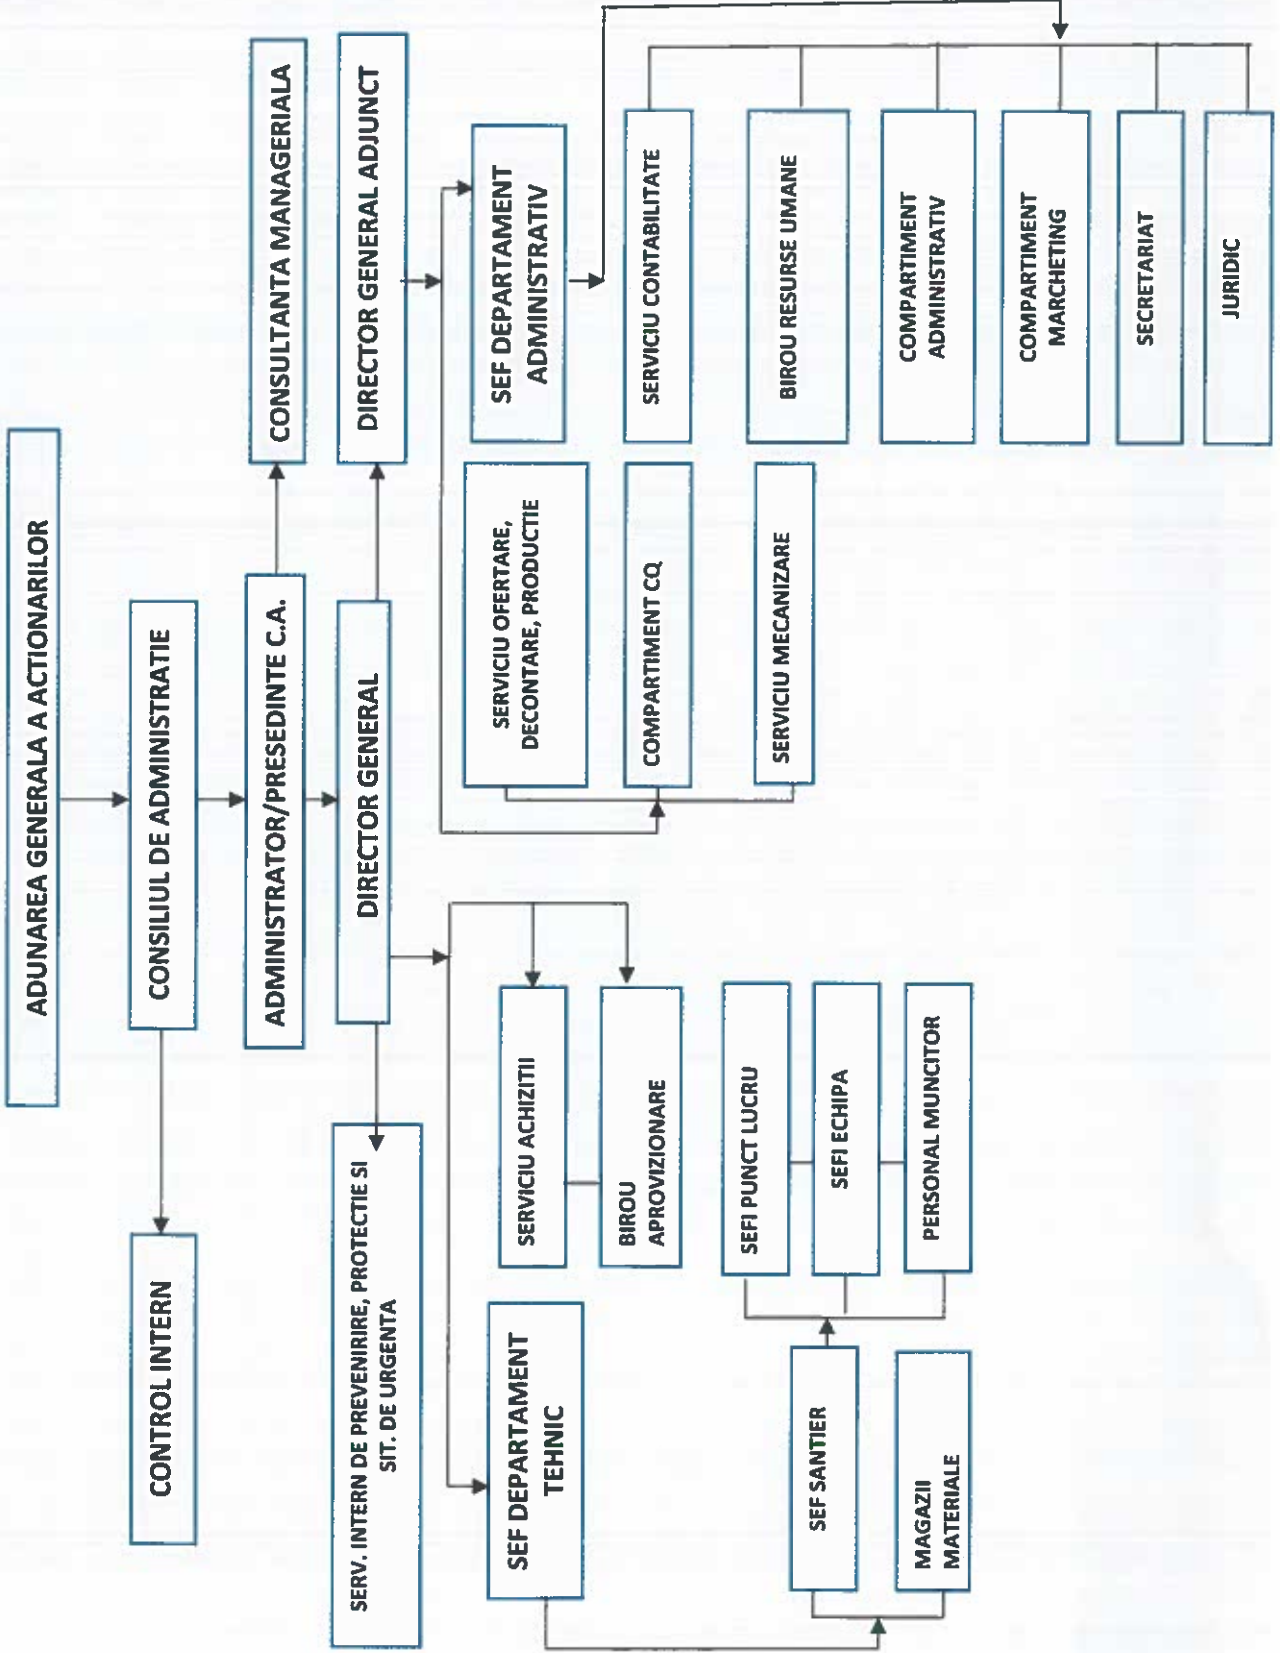 ADUNAREA GENERALA A ACTIONARILOR
CONTROL INTERN
CONSILIUL DE ADMINISTRATIE
ADMINISTRATOR/PRESEDINTE C.A.
CONSULTANTA MANAGERIALA
SERV. INTERN DE PREVENIRE, PROTECTIE SI
SIT. DE URGENTA
DIRECTOR GENERAL
DIRECTOR GENERAL ADJUNCT
SEF DEPARTAMENT
TEHNIC
SERVICIU ACHIZITII
BIROU
APROVIZIONARE
SERVICIU OFERTARE,
DECONTARE, PRODUCTIE
SEF DEPARTAMENT
ADMINISTRATIV
COMPARTIMENT CQ
SERVICIU CONTABILITATE
SERVICIU MECANIZARE
BIROU RESURSE UMANE
SEFI PUNCT LUCRU
SEF SANTIER
SEFI ECHIPA
COMPARTIMENT
ADMINISTRATIV
MAGAZII
MATERIALE
PERSONAL MUNCITOR
COMPARTIMENT
MARCHETING
SECRETARIAT
JURIDIC